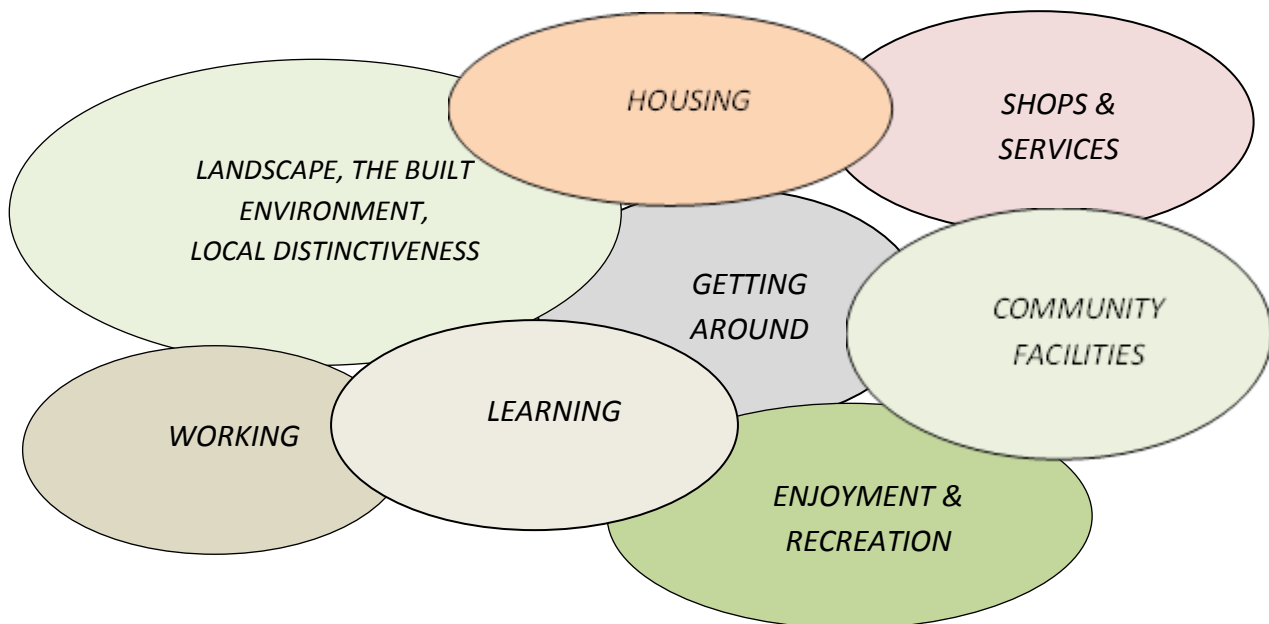 HOUSING
SHOPS &
SERVICES
LANDSCAPE, THE BUILT
ENVIRONMENT,
LOCAL DISTINCTIVENESS
GETTING
AROUND
COMMUNITY
FACILITIES
WORKING
LEARNING
ENJOYMENT &
RECREATION